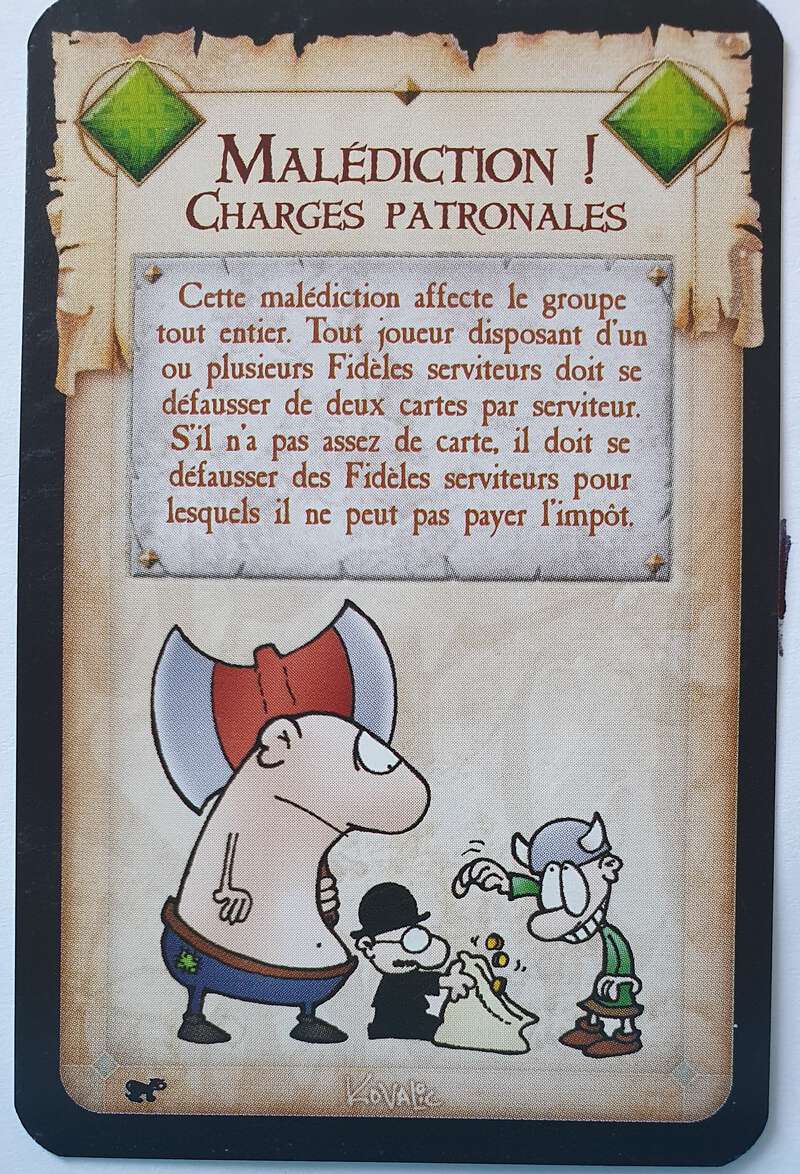 Malédiction !
Charges patronales
Cette malédiction affecte le groupe
tout entier. Tout joueur disposant d'un
ou plusieurs Fidèles serviteurs doit se
défausser de deux cartes par serviteur.
S'il n'a pas assez de carte, il doit se
défausser des Fidèles serviteurs pour
lesquels il ne peut pas payer l'impôt.
KOVALIC